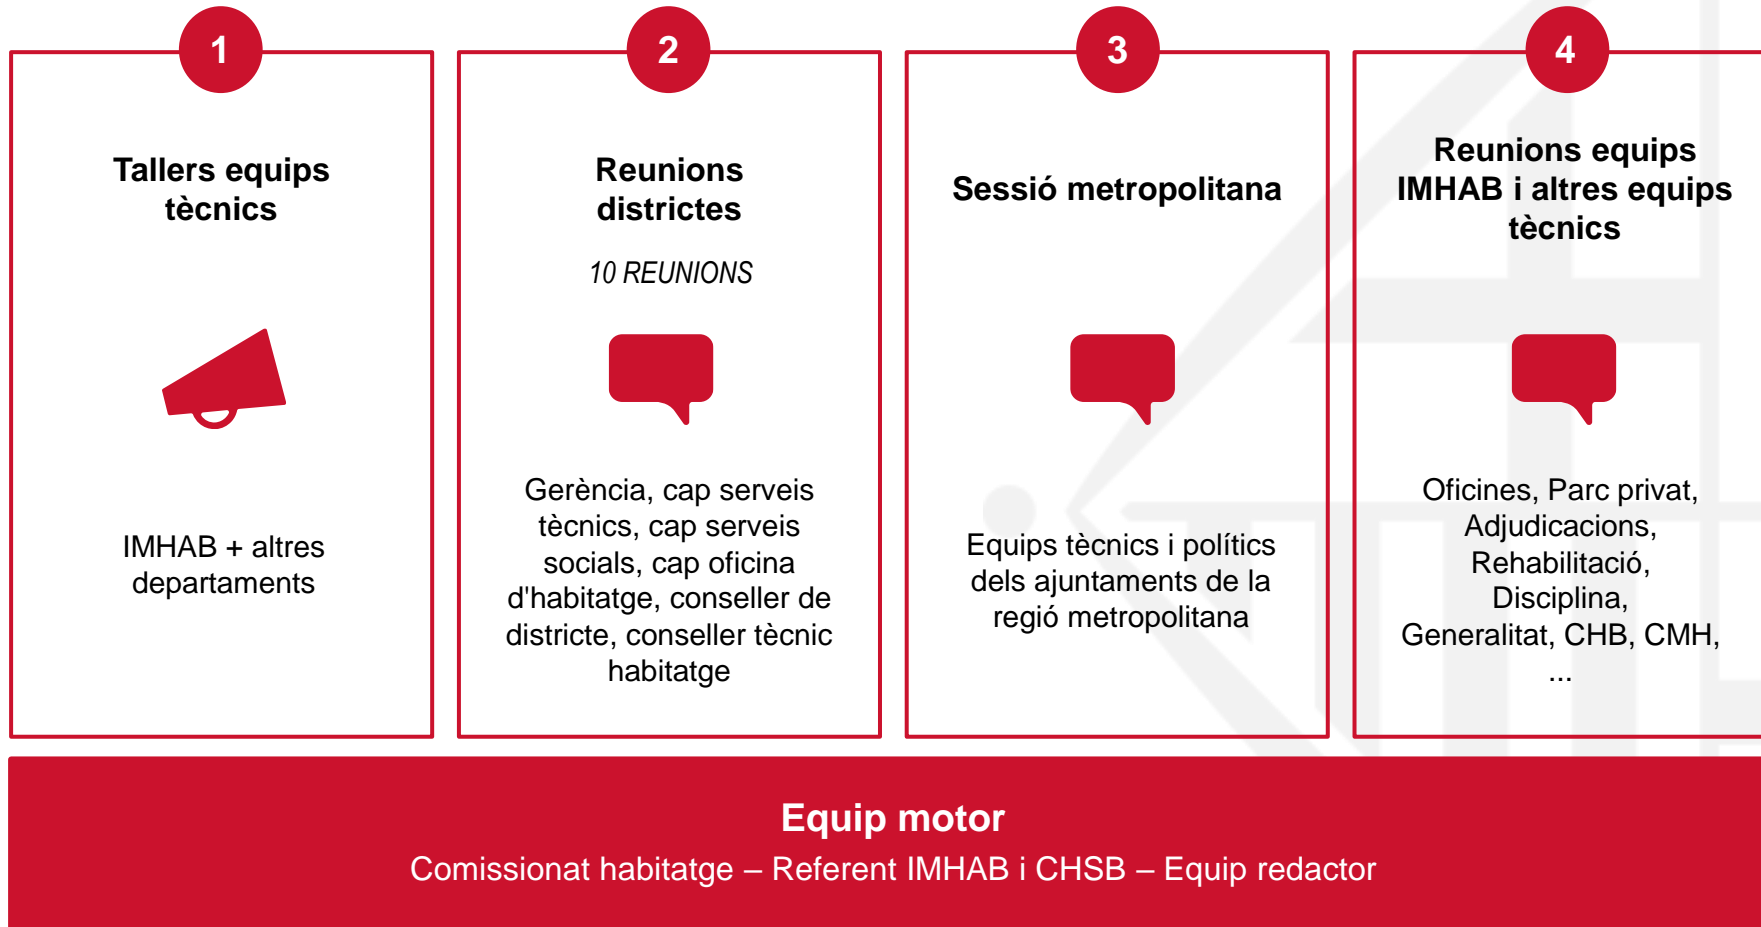 1
Tallers equips
tècnics
IMHAB + altres
departaments
2
Reunions
districtes
10 REUNIONS
Gerència, cap serveis
tècnics, cap serveis
socials, cap oficina
d'habitatge, conseller de
districte, conseller tècnic
habitatge
3
Sessió metropolitana
Equips tècnics i polítics
dels ajuntaments de la
regió metropolitana
4
Reunions equips
IMHAB i altres equips
tècnics
Oficines, Parc privat,
Adjudicacions,
Rehabilitació,
Disciplina,
Generalitat, CHB, CMH,
...
Equip motor
Comissionat habitatge – Referent IMHAB i CHSB – Equip redactor